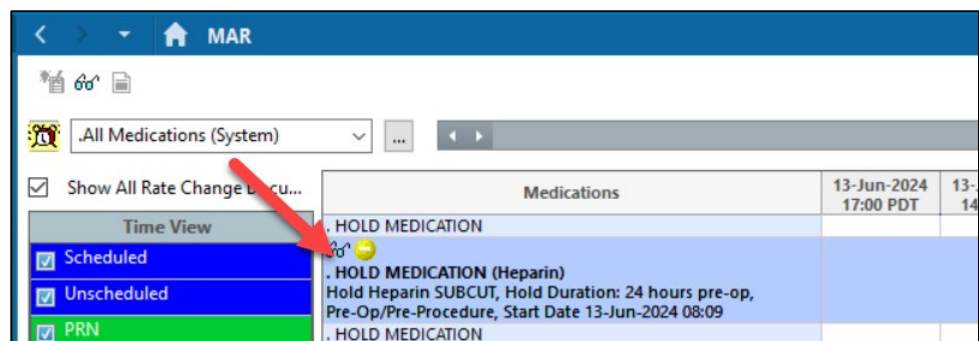 MAR
.All Medications (System)
...
Show All Rate Change Docu...
Medications
13-Jun-2024
17:00 PDT
13-
14
Time View
. HOLD MEDICATION
Scheduled
. HOLD MEDICATION (Heparin)
Unscheduled
Hold Heparin SUBCUT, Hold Duration: 24 hours pre-op,
Pre-Op/Pre-Procedure, Start Date 13-Jun-2024 08:09
PRN
. HOLD MEDICATION